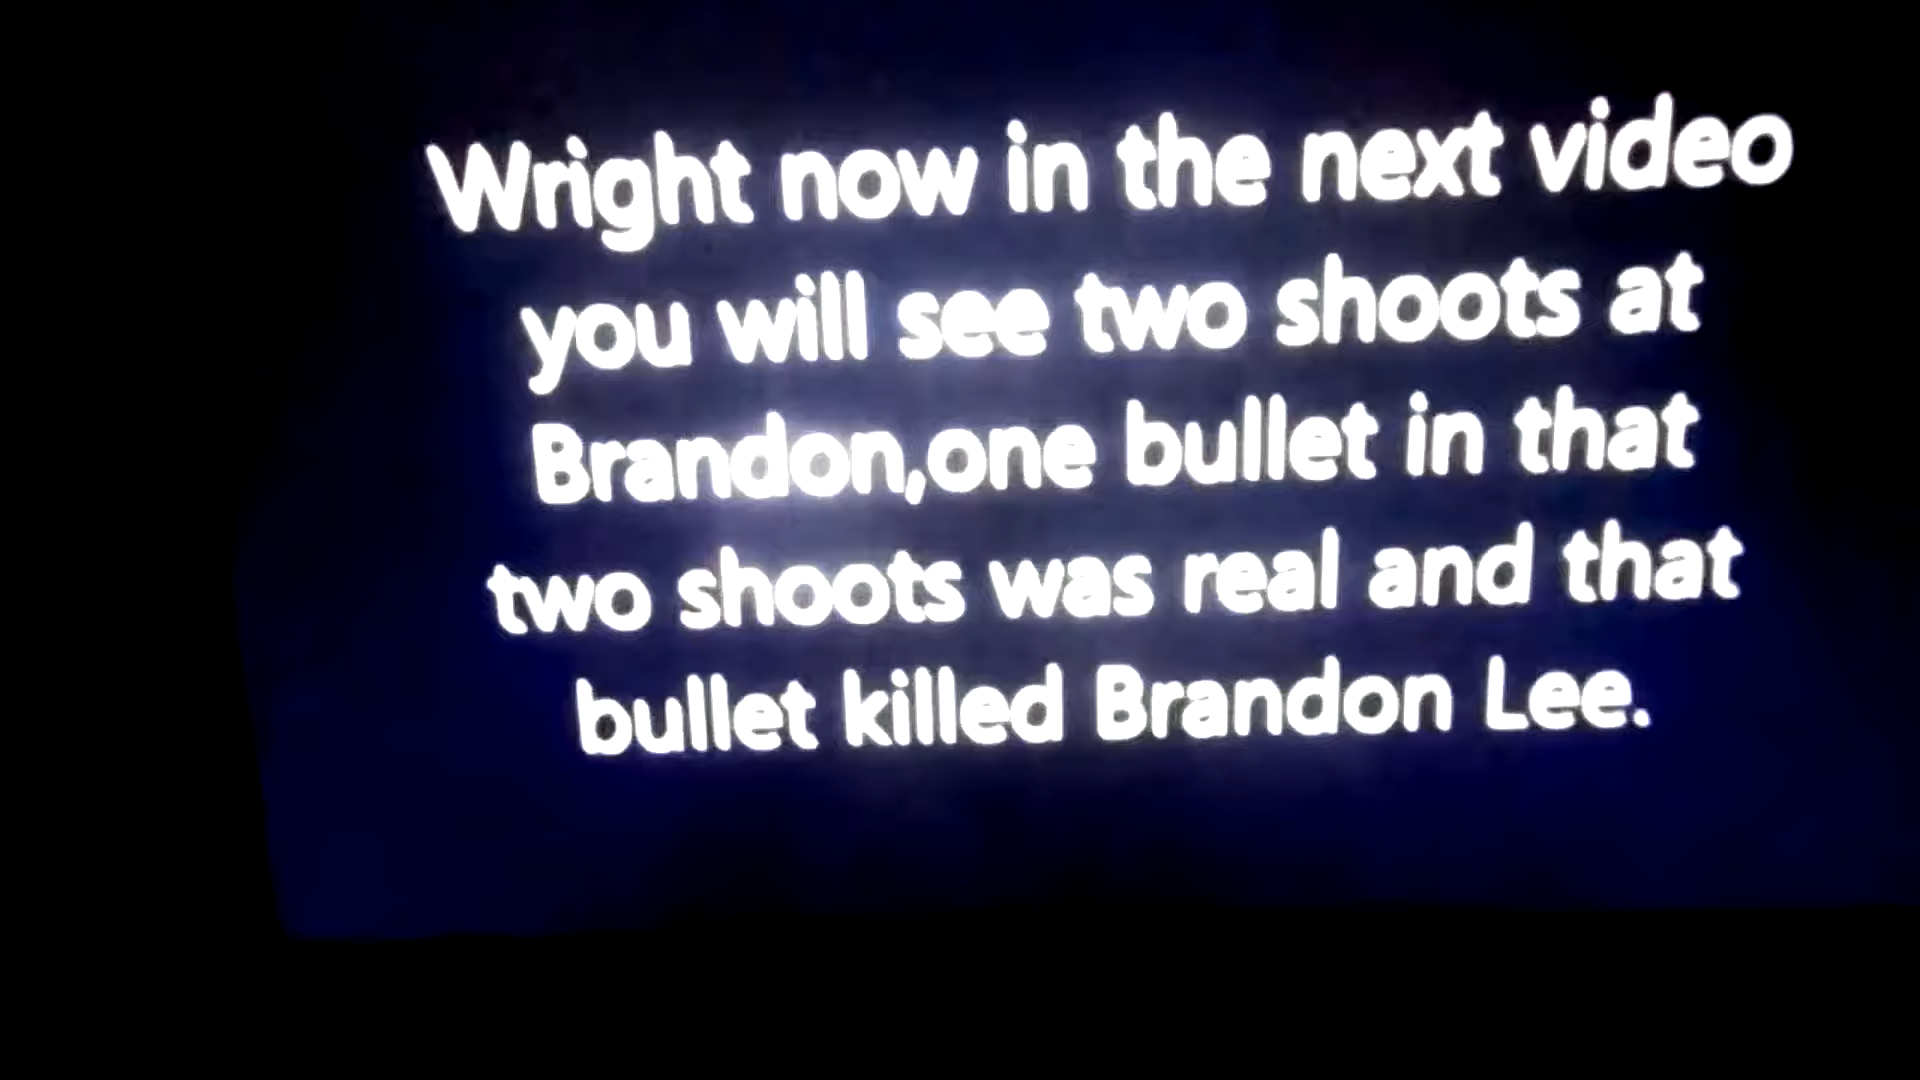 Wright now in the next video
you will see two shoots at
Brandon,one bullet in that
two shoots was real and that
bullet killed Brandon Lee.